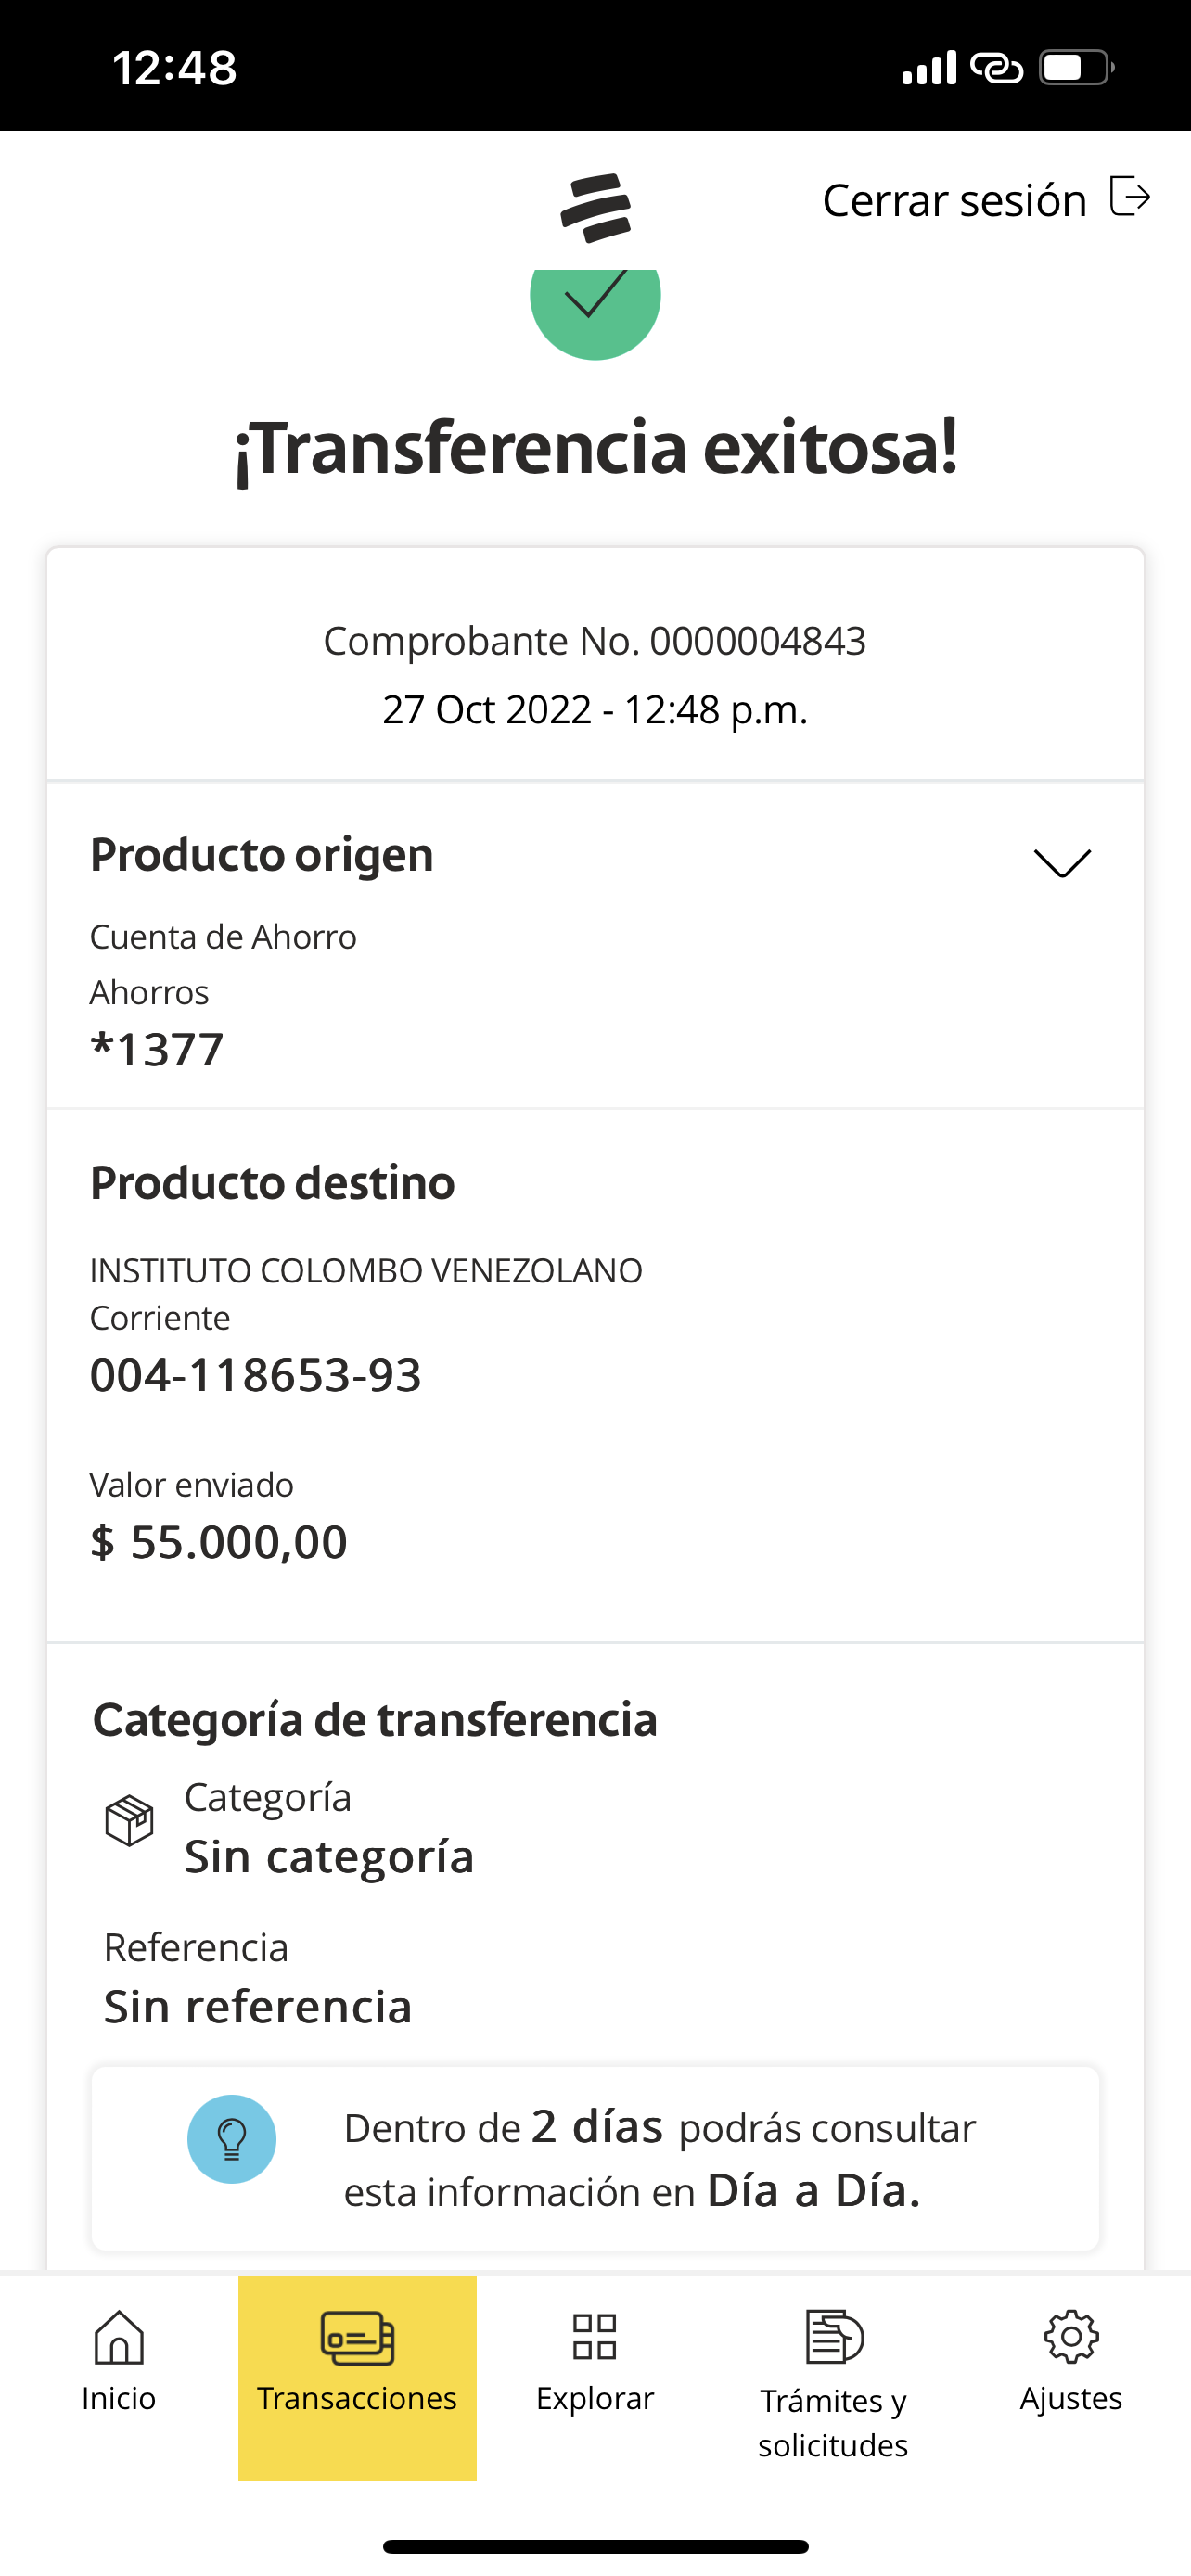 12:48
Cerrar sesión
¡Transferencia exitosa!
Comprobante No. 0000004843
27 Oct 2022 - 12:48 p.m.
Producto origen
Cuenta de Ahorro
Ahorros
*1377
Producto destino
INSTITUTO COLOMBO VENEZOLANO
Corriente
004-118653-93
Valor enviado
$ 55.000,00
Categoría de transferencia
Categoría
Sin categoría
Referencia
Sin referencia
Dentro de 2 días podrás consultar
esta información en Día a Día.
Inicio
Transacciones
Explorar
Trámites y
solicitudes
Ajustes